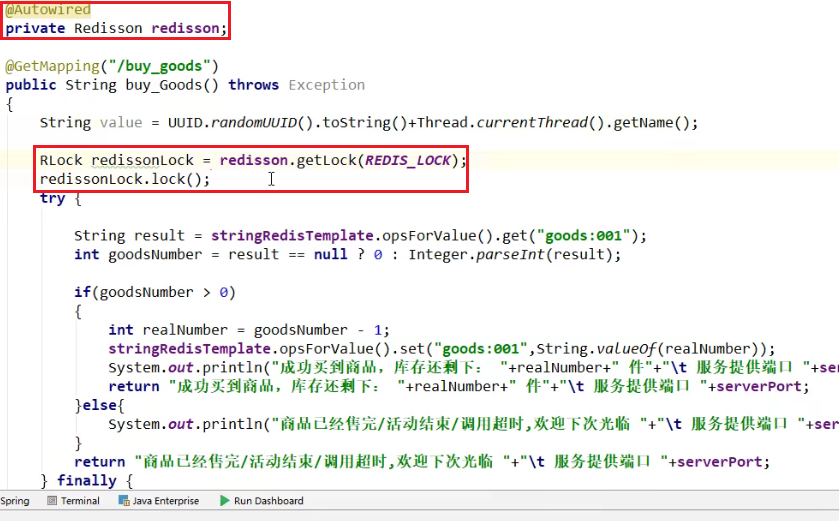 @Autowired
private Redisson redisson;
@GetMapping("/buy_goods")
public String buy_Goods() throws Exception
{
String value = UUID.randomUUID().toString()+Thread.currentThread().getName();
RLock redissonLock = redisson.getLock(REDIS_LOCK);
redissonLock.lock();
try {
String result = stringRedisTemplate.opsForValue().get("goods:001");
int goodsNumber = result == null ? 0 : Integer.parseInt(result);
if(goodsNumber > 0)
{
int realNumber = goodsNumber - 1;
stringRedisTemplate.opsForValue().set("goods:001",String.valueOf(realNumber));
System.out.println("成功买到商品，库存还剩下： "+realNumber+" 件"+"\t 服务提供端口 "+se
return "成功买到商品，库存还剩下： "+realNumber+" 件"+"\t 服务提供端口 "+serverPort;
}else{
System.out.println("商品已经售完/活动结束/调用超时,欢迎下次光临 "+"\t 服务提供端口 "+ser
}
return "商品已经售完/活动结束/调用超时,欢迎下次光临 "+"\t 服务提供端口 "+serverPort;
} finally {
Spring Terminal Java Enterprise Run Dashboard